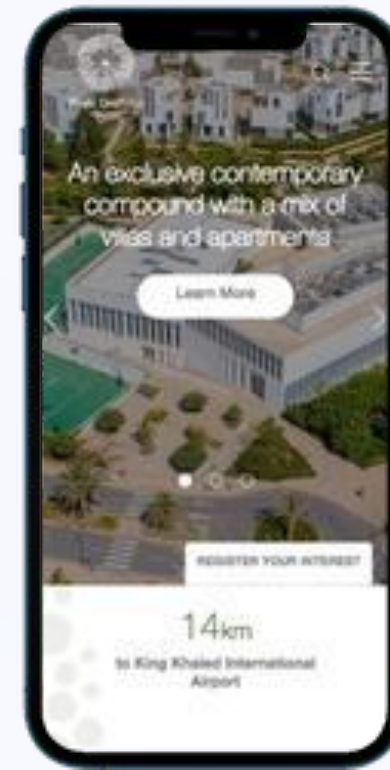 An exclusive contemporary
compound with a mix of
villas and apartments
Learn More
REGISTER YOUR INTEREST
14km
to King Khaled International
Airport